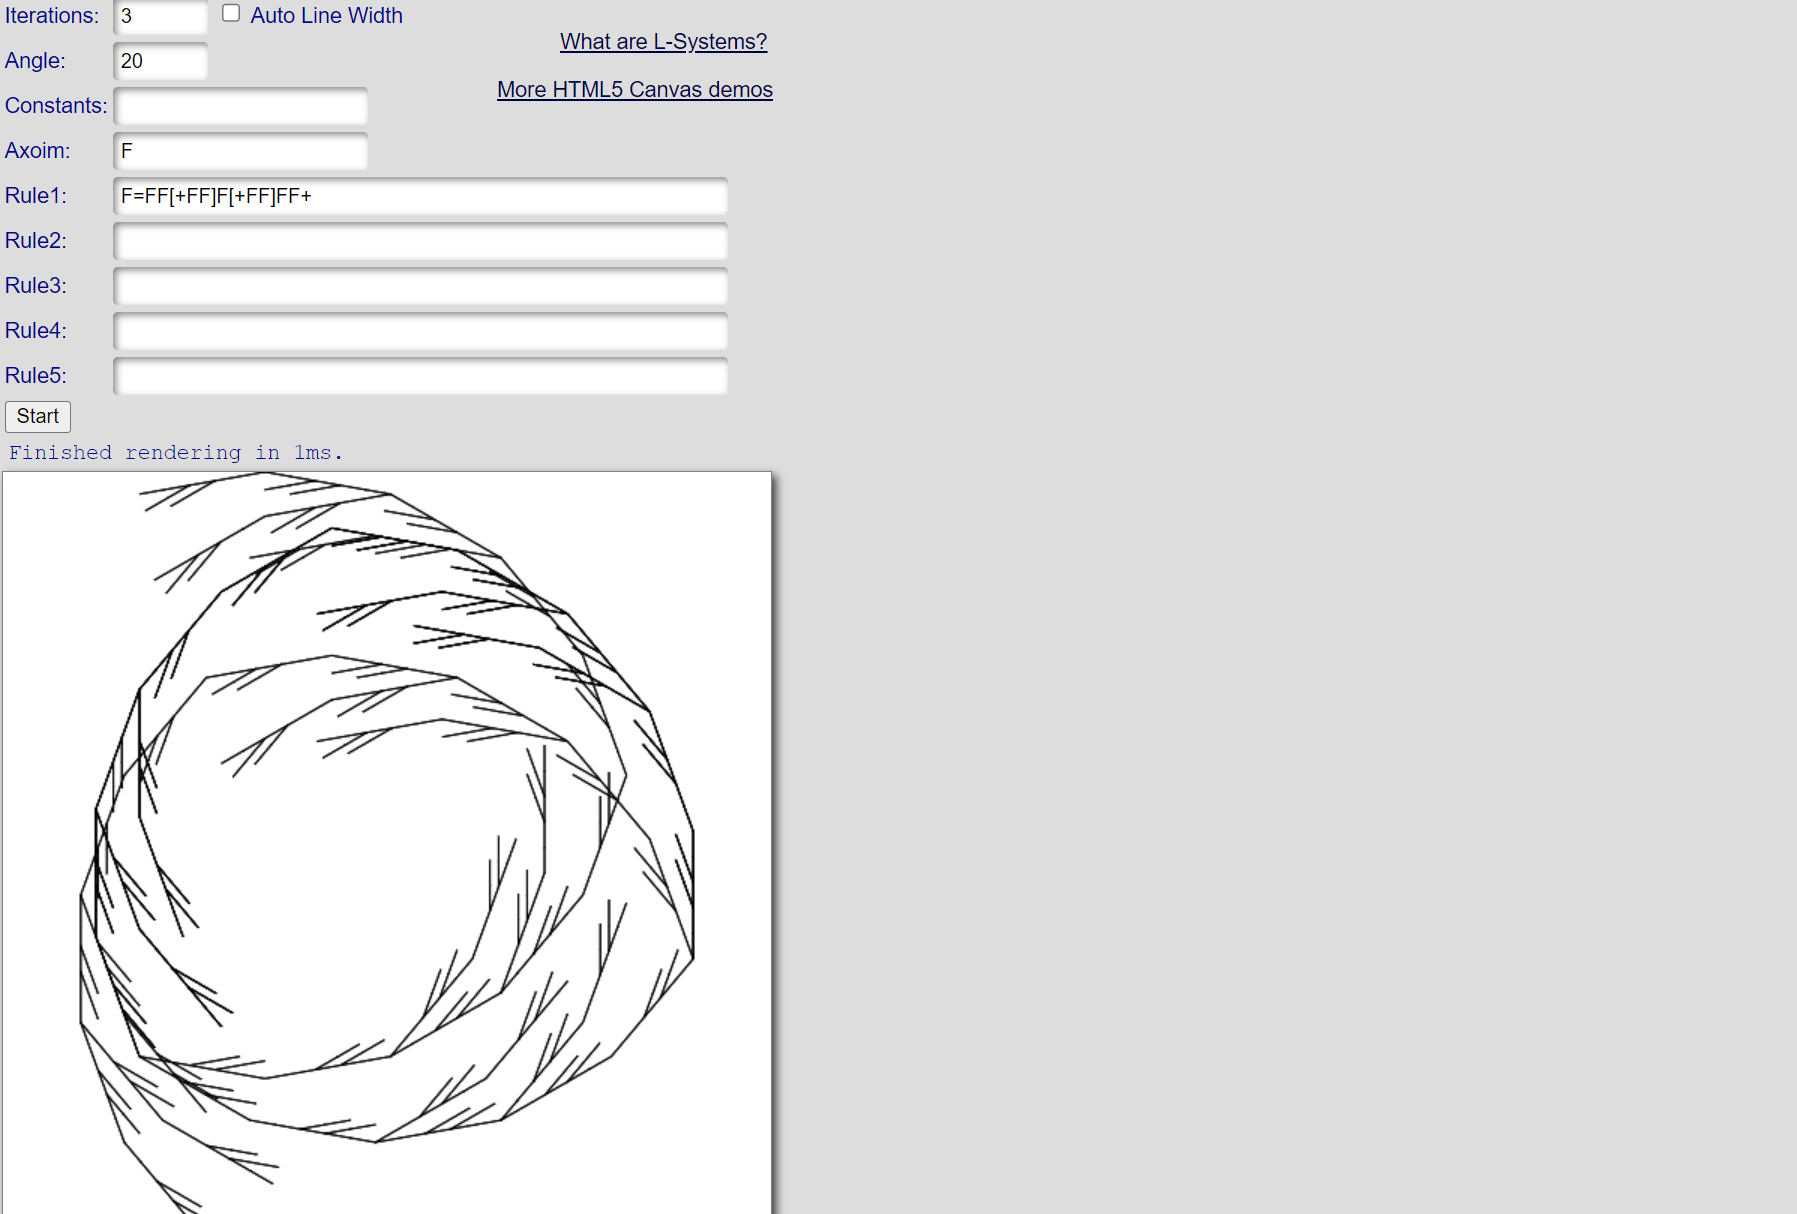 Iterations: 3 Auto Line Width
What are L-Systems?
Angle: 20
More HTML5 Canvas demos
Constants:
Axoim: F
Rule1: F=FF[+FF]F[+FF]FF+
Rule2:
Rule3:
Rule4:
Rule5:
Start
Finished rendering in 1ms.